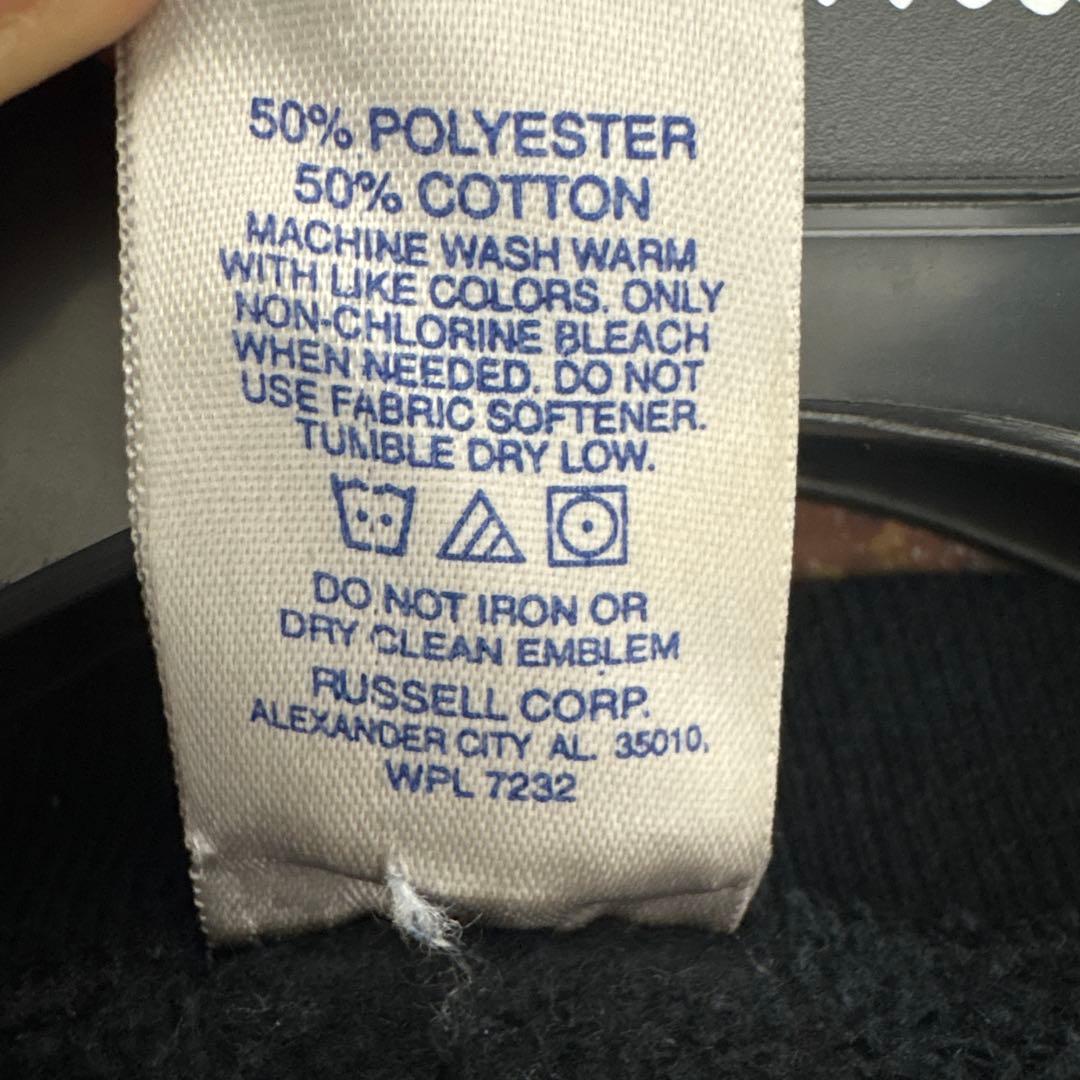 50% POLYESTER
50% COTTON
MACHINE WASH WARM
WITH LIKE COLORS. ONLY
NON-CHLORINE BLEACH
WHEN NEEDED. DO NOT
USE FABRIC SOFTENER.
TUMBLE DRY LOW.
DO NOT IRON OR
DRY CLEAN EMBLEM
RUSSELL CORP.
ALEXANDER CITY AL. 35010,
WPL 7232